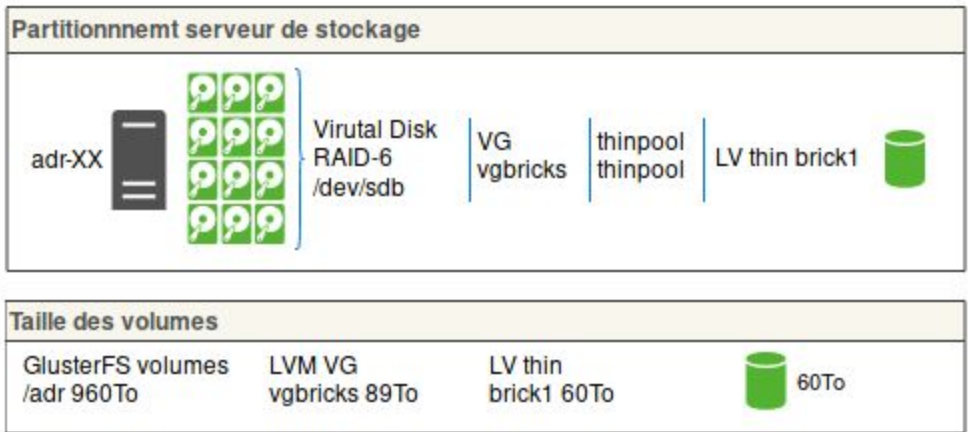 Partitionnnemt serveur de stockage
adr-XX
Virutal Disk
RAID-6
/dev/sdb
VG
vgbricks
thinpool
thinpool
LV thin brick1
Taille des volumes
GlusterFS volumes
/adr 960To
LVM VG
vgbricks 89To
LV thin
brick1 60To
60To